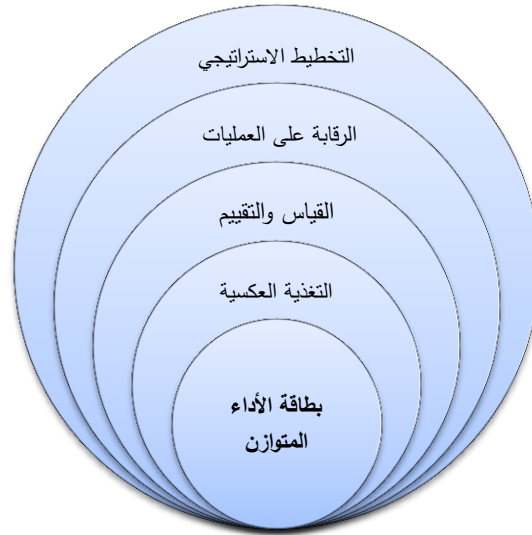 التخطيط الاستراتيجي
الرقابة على العمليات
القياس والتقييم
التغذية العكسية
بطاقة الأداء
المتوازن